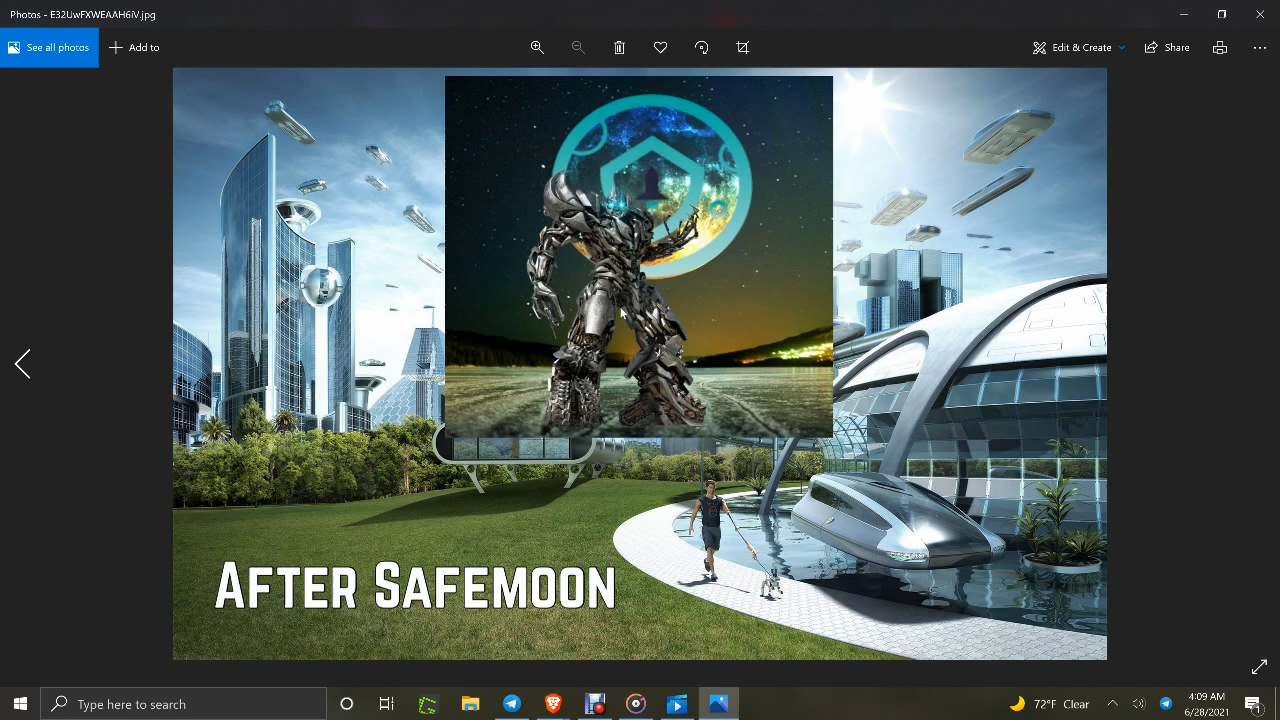 Photos - E32UwFXWEAAH6iV.jpg
See all photos
Add to
Edit & Create
Share
AFTER SAFEMOON
Type here to search
72°F Clear
4:09 AM
6/28/2021
1